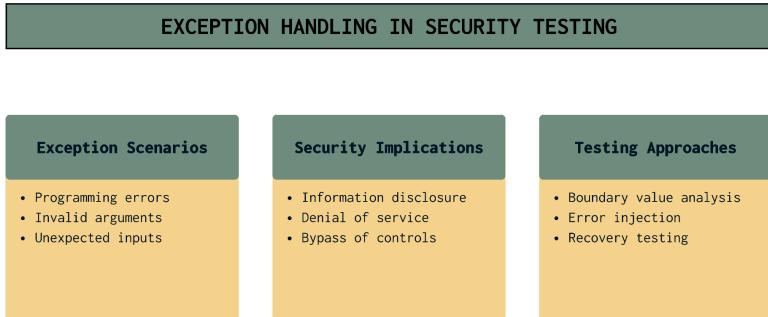 EXCEPTION HANDLING IN SECURITY TESTING
Exception Scenarios
• Programming errors
• Invalid arguments
• Unexpected inputs
Security Implications
• Information disclosure
• Denial of service
• Bypass of controls
Testing Approaches
• Boundary value analysis
• Error injection
• Recovery testing